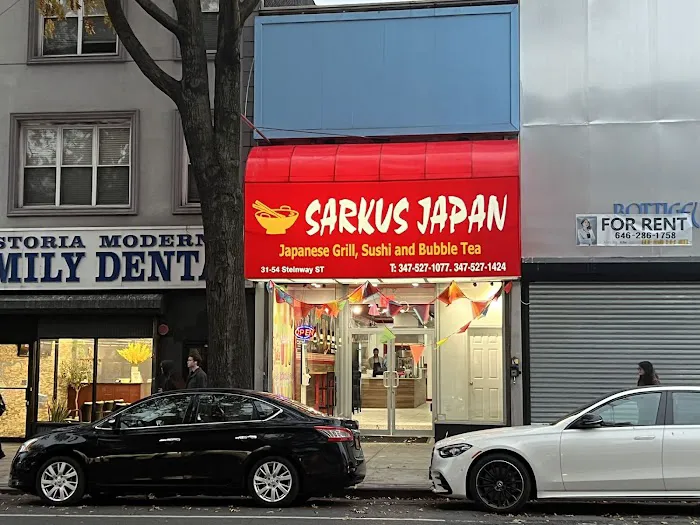 STORIA MODERN
MILY DENTA
SARKUS JAPAN
Japanese Grill, Sushi and Bubble Tea
31-54 Steinway ST
T: 347-527-1077. 347-527-1424
OPEN
FOR RENT
646-286-1758